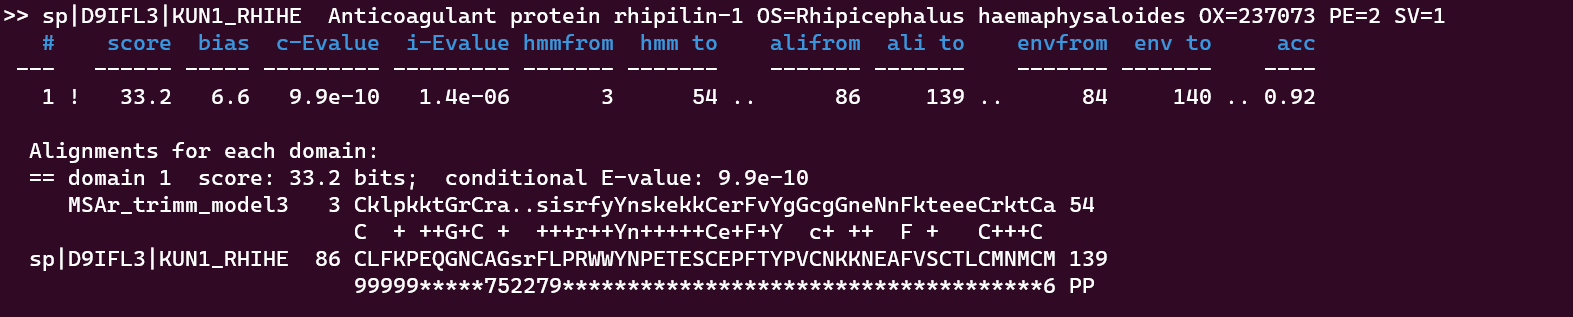 >> sp|D9IFL3|KUN1_RHIHE  Anticoagulant protein rhipilin-1 OS=Rhipicephalus haemaphysaloides OX=237073 PE=2 SV=1
   #    score  bias  c-Evalue  i-Evalue hmmfrom  hmm to    alifrom  ali to    envfrom  env to     acc
 ---   ------ ----- --------- --------- ------- -------    ------- -------    ------- -------    ----
   1 !   33.2   6.6   9.9e-10   1.4e-06       3      54 ..      86     139 ..      84     140 .. 0.92
  Alignments for each domain:
  == domain 1  score: 33.2 bits;  conditional E-value: 9.9e-10
     MSAr_trimm_model3   3 CklpkktGrCra..sisrfyYnskekkCerFvYgGcgGneNnFkteeeCrktCa 54
                           C  + ++G+C +  +++r++Yn+++++Ce+F+Y  c+ ++  F +   C+++C
  sp|D9IFL3|KUN1_RHIHE  86 CLFKPEQGNCAGsrFLPRWWYNPETESCEPFTYPVCNKKNEAFVSCTLCMNMCM 139
                           99999*****752279*************************************6 PP